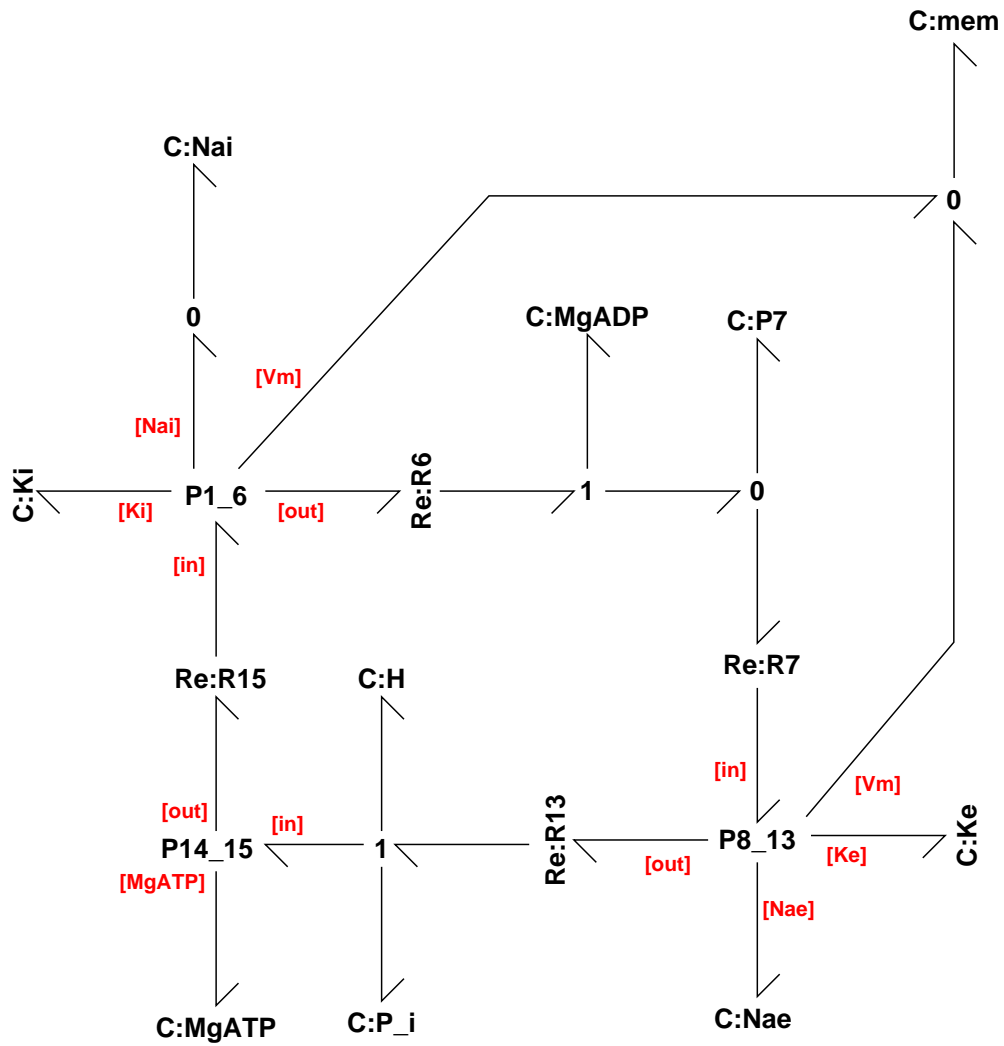 C:mem
C:Nai
0
0
C:MgADP
C:P7
[Vm]
[Nai]
C:Ki
P1_6
Re:R6
1
0
[Ki]
[out]
[in]
Re:R15
C:H
Re:R7
[in]
[Vm]
[out]
[in]
P14_15
1
Re:R13
P8_13
C:Ke
[out]
[Ke]
[MgATP]
[Nae]
C:MgATP
C:P_i
C:Nae